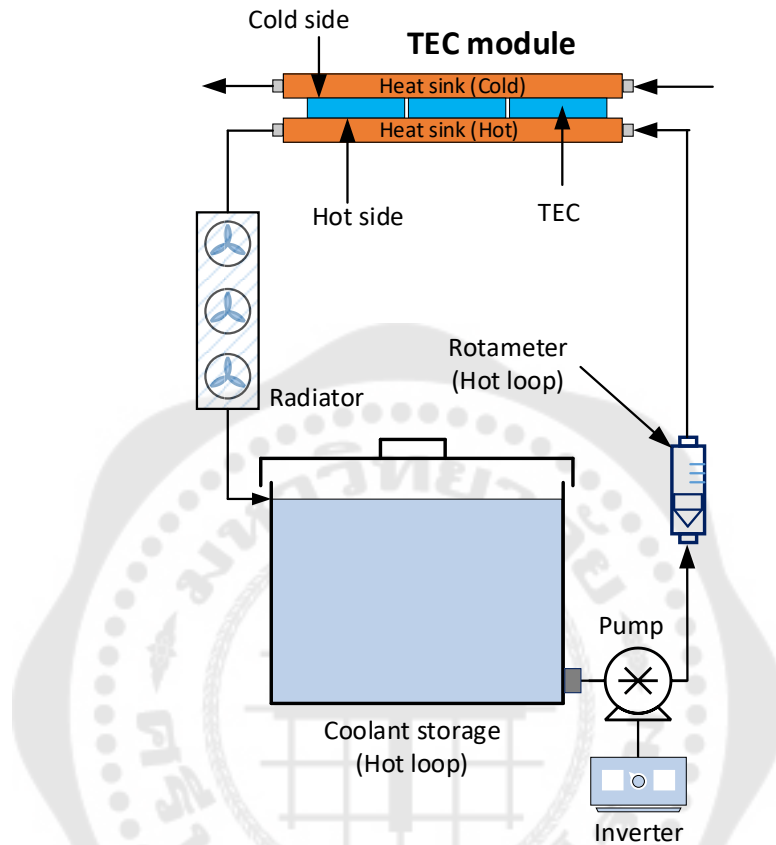 Cold side
TEC module
Heat sink (Cold)
Heat sink (Hot)
Hot side
TEC
Rotameter
(Hot loop)
Radiator
Pump
Coolant storage
(Hot loop)
Inverter